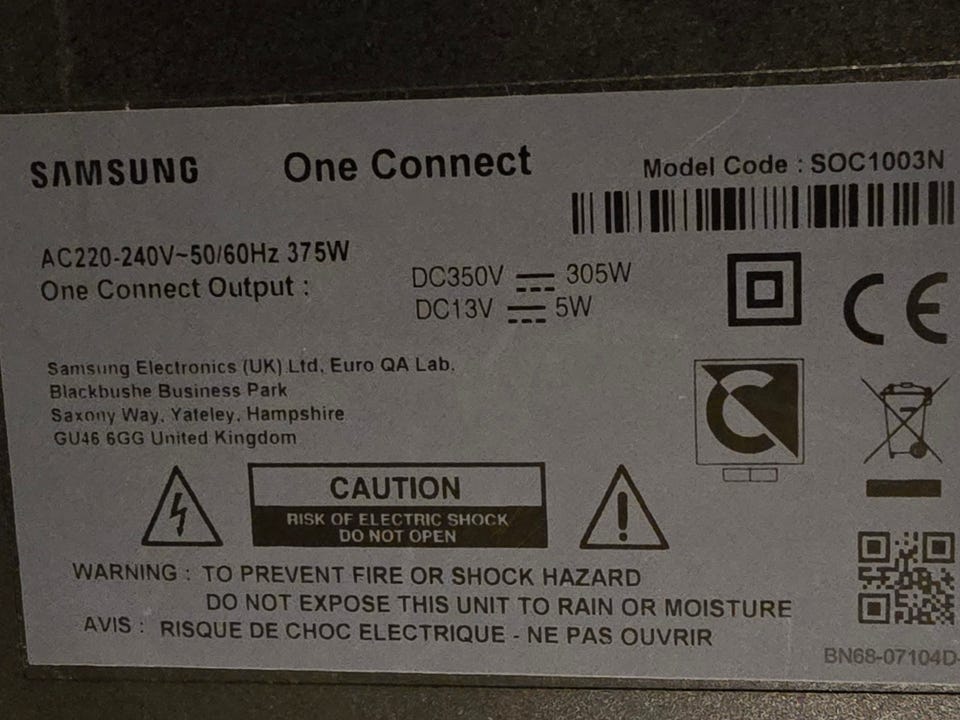 SAMSUNG One Connect Model Code : SOC1003N
AC220-240V~50/60Hz 375W
One Connect Output : DC350V ⎓ 305W
DC13V ⎓ 5W
CE
Samsung Electronics (UK) Ltd, Euro QA Lab.
Blackbushe Business Park
Saxony Way, Yateley, Hampshire
GU46 6GG United Kingdom
CAUTION
RISK OF ELECTRIC SHOCK
DO NOT OPEN
WARNING : TO PREVENT FIRE OR SHOCK HAZARD
DO NOT EXPOSE THIS UNIT TO RAIN OR MOISTURE
AVIS : RISQUE DE CHOC ELECTRIQUE - NE PAS OUVRIR
BN68-07104D-